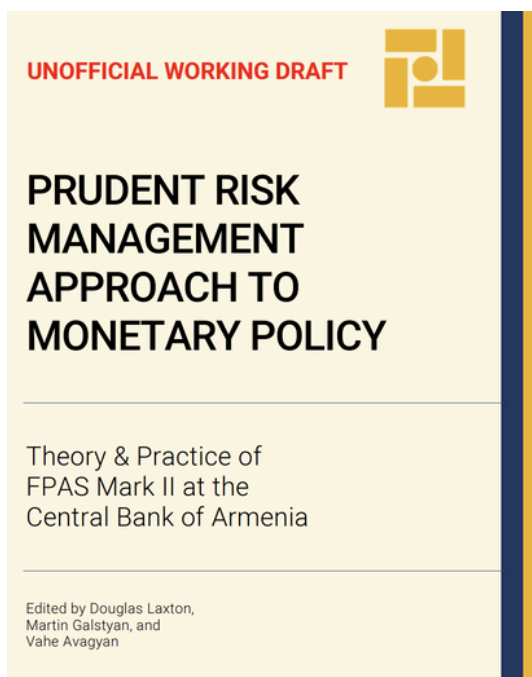 UNOFFICIAL WORKING DRAFT
PRUDENT RISK
MANAGEMENT
APPROACH TO
MONETARY POLICY
Theory & Practice of
FPAS Mark II at the
Central Bank of Armenia
Edited by Douglas Laxton,
Martin Galstyan, and
Vahe Avagyan